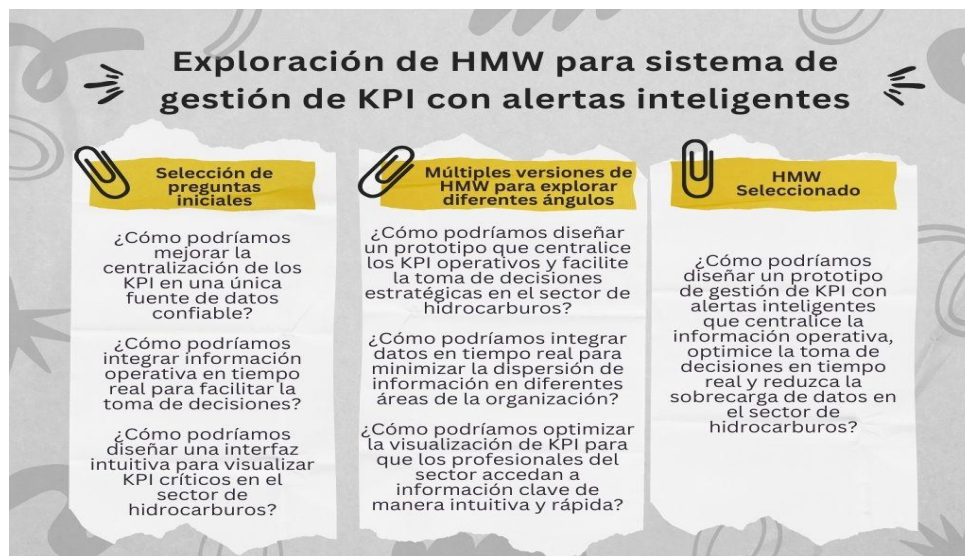 Exploración de HMW para sistema de
gestión de KPI con alertas inteligentes
Selección de
preguntas
iniciales
¿Cómo podríamos
mejorar la
centralización de los
KPI en una única
fuente de datos
confiable?
¿Cómo podríamos
integrar información
operativa en tiempo
real para facilitar la
toma de decisiones?
¿Cómo podríamos
diseñar una interfaz
intuitiva para visualizar
KPI críticos en el
sector de
hidrocarburos?
Múltiples versiones de
HMW para explorar
diferentes ángulos
¿Cómo podríamos diseñar
un prototipo que centralice
los KPI operativos y facilite
la toma de decisiones
estratégicas en el sector de
hidrocarburos?
¿Cómo podríamos integrar
datos en tiempo real para
minimizar la dispersión de
información en diferentes
áreas de la organización?
¿Cómo podríamos optimizar
la visualización de KPI para
que los profesionales del
sector accedan a
información clave de
manera intuitiva y rápida?
HMW
Seleccionado
¿Cómo podríamos
diseñar un prototipo
de gestión de KPI con
alertas inteligentes
que centralice la
información operativa,
optimice la toma de
decisiones en tiempo
real y reduzca la
sobrecarga de datos en
el sector de
hidrocarburos?